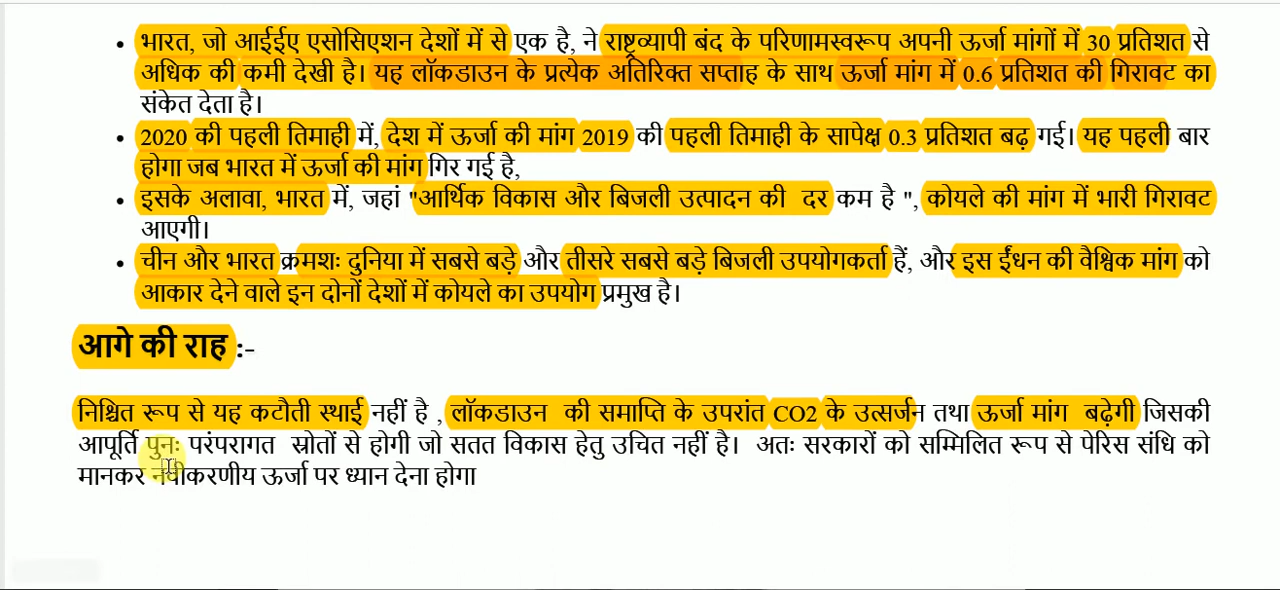 • भारत, जो आईईए एसोसिएशन देशों में से एक है, ने राष्ट्रव्यापी बंद के परिणामस्वरूप अपनी ऊर्जा मांगों में 30 प्रतिशत से
अधिक की कमी देखी है। यह लॉकडाउन के प्रत्येक अतिरिक्त सप्ताह के साथ ऊर्जा मांग में 0.6 प्रतिशत की गिरावट का
संकेत देता है।
• 2020 की पहली तिमाही में, देश में ऊर्जा की मांग 2019 की पहली तिमाही के सापेक्ष 0.3 प्रतिशत बढ़ गई। यह पहली बार
होगा जब भारत में ऊर्जा की मांग गिर गई है,
• इसके अलावा, भारत में, जहां "आर्थिक विकास और बिजली उत्पादन की दर कम है ", कोयले की मांग में भारी गिरावट
आएगी।
• चीन और भारत क्रमशः दुनिया में सबसे बड़े और तीसरे सबसे बड़े बिजली उपयोगकर्ता हैं, और इस ईंधन की वैश्विक मांग को
आकार देने वाले इन दोनों देशों में कोयले का उपयोग प्रमुख है।
आगे की राह :-
निश्चित रूप से यह कटौती स्थाई नहीं है , लॉकडाउन की समाप्ति के उपरांत CO2 के उत्सर्जन तथा ऊर्जा मांग बढ़ेगी जिसकी
आपूर्ति पुनः परंपरागत स्रोतों से होगी जो सतत विकास हेतु उचित नहीं है। अतः सरकारों को सम्मिलित रूप से पेरिस संधि को
मानकर नवीकरणीय ऊर्जा पर ध्यान देना होगा